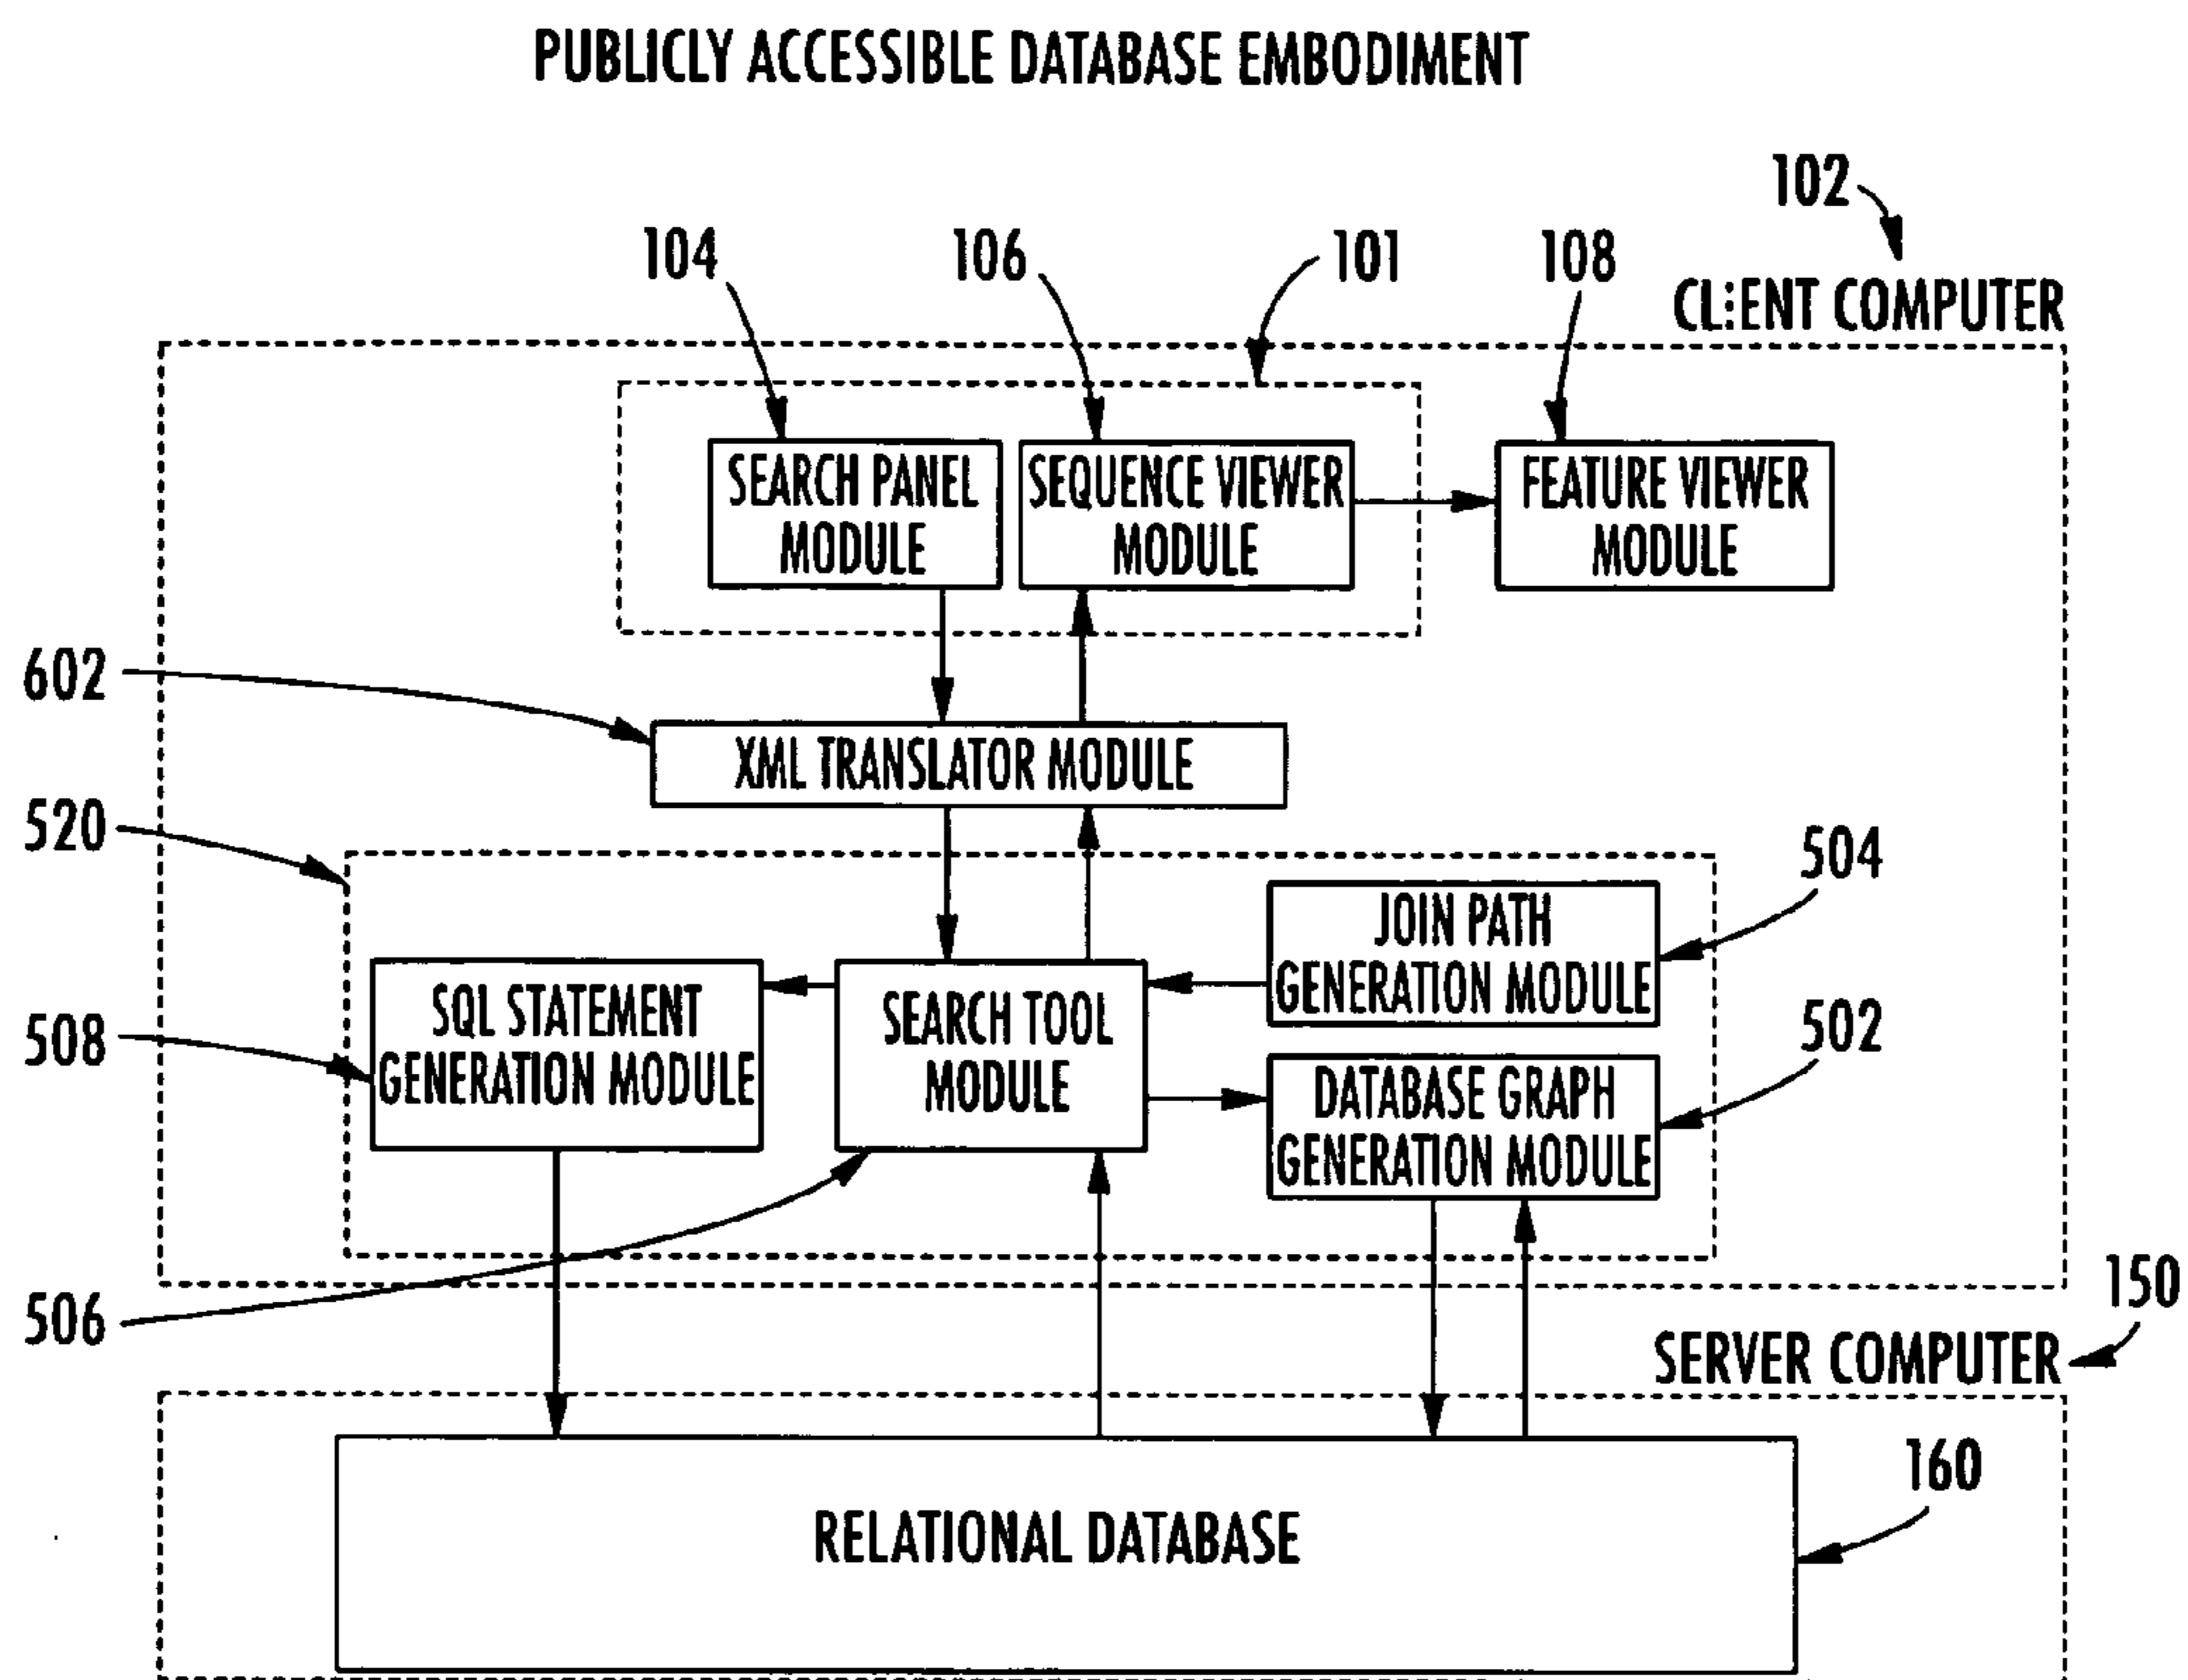 PUBLICLY ACCESSIBLE DATABASE EMBODIMENT
102
104
106
101
108
CLIENT COMPUTER
SEARCH PANEL
MODULE
SEQUENCE VIEWER
MODULE
FEATURE VIEWER
MODULE
602
XML TRANSLATOR MODULE
520
504
JOIN PATH
GENERATION MODULE
SQL STATEMENT
GENERATION MODULE
SEARCH TOOL
MODULE
508
502
DATABASE GRAPH
GENERATION MODULE
506
150
SERVER COMPUTER
160
RELATIONAL DATABASE